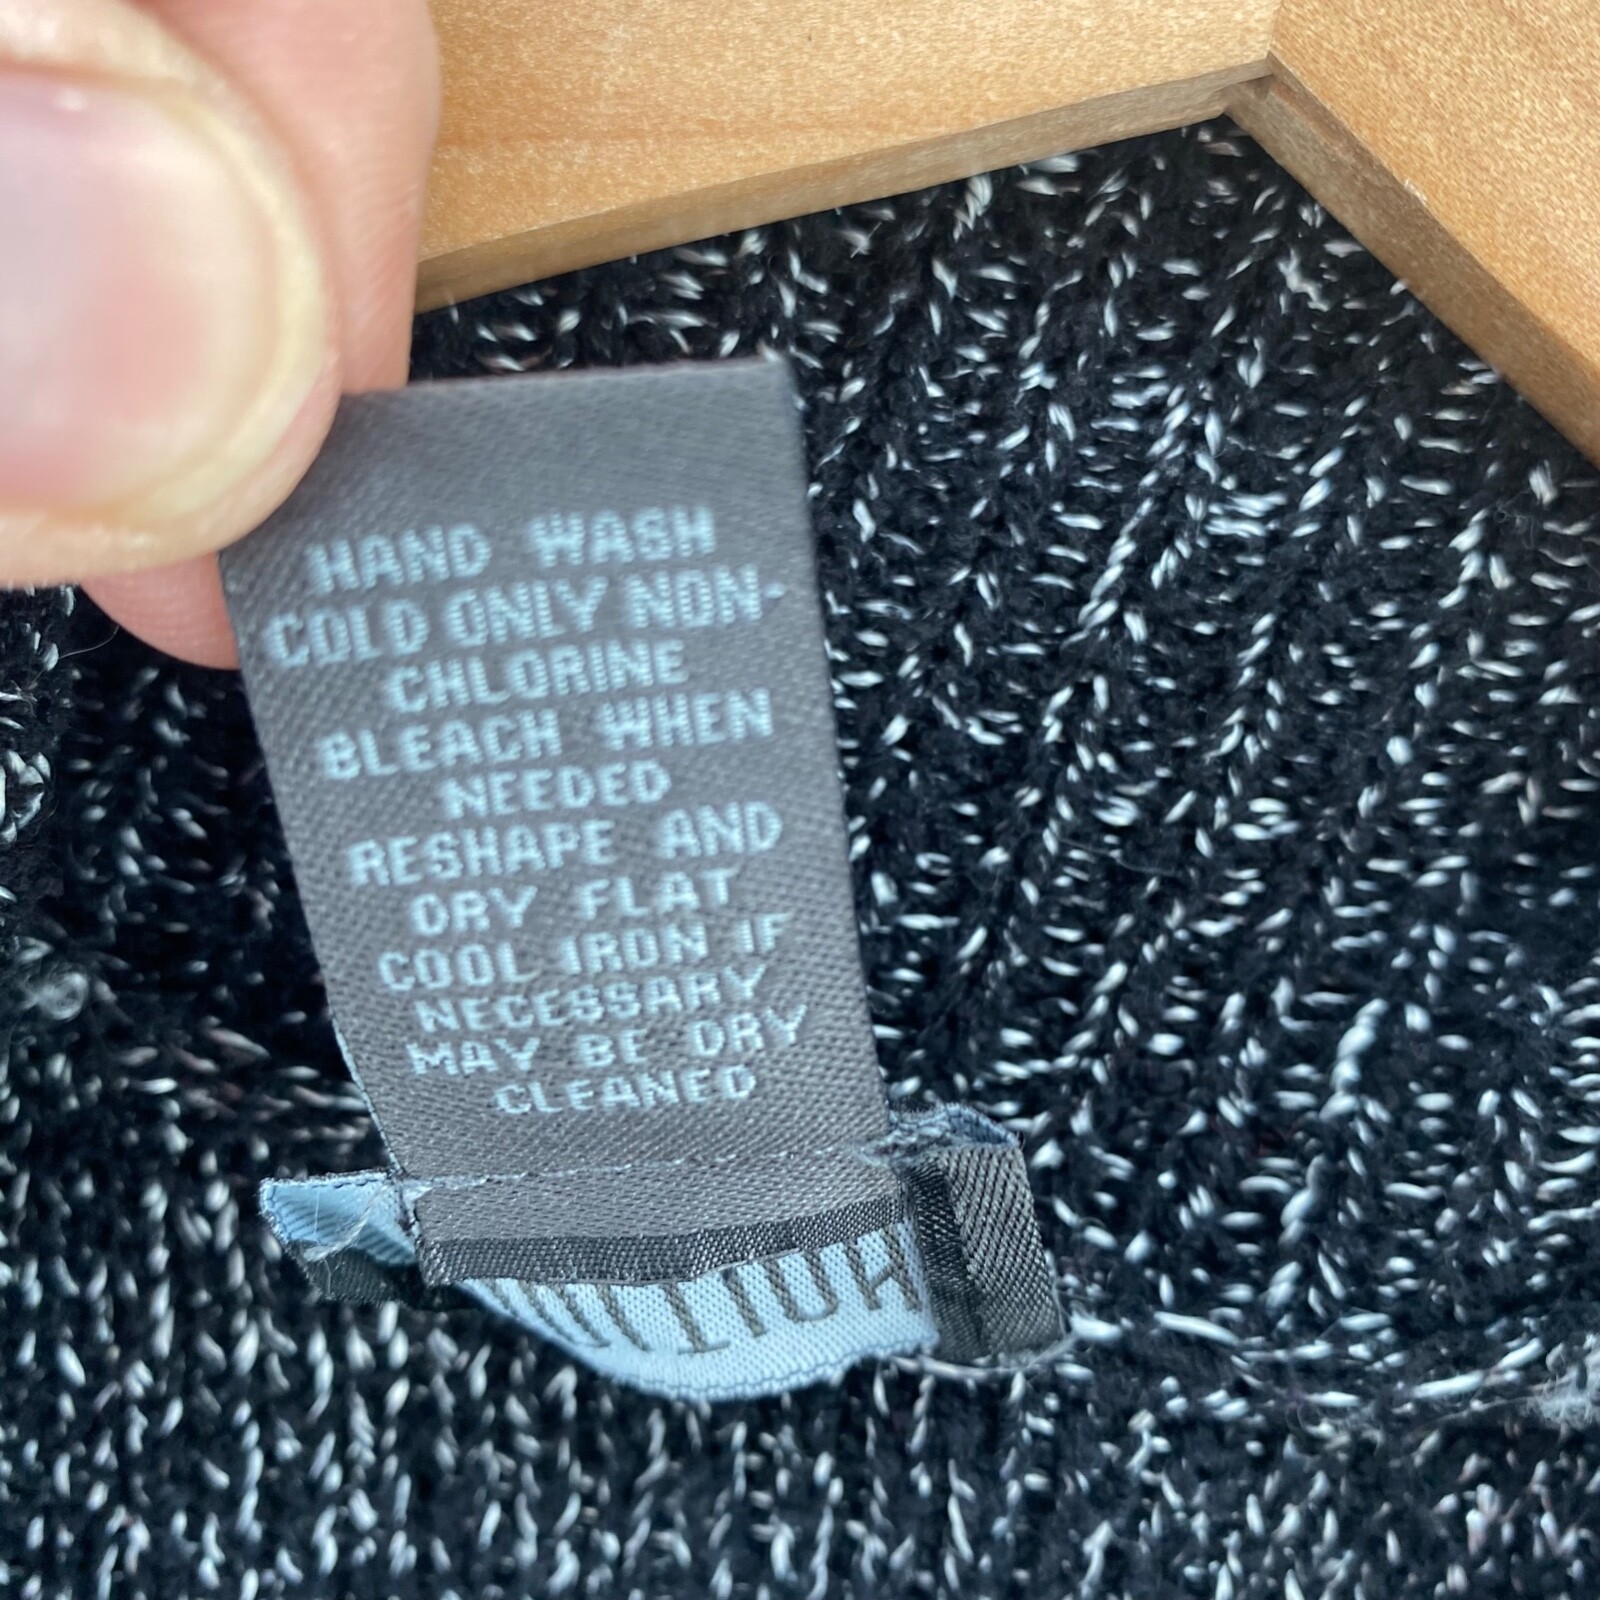 HAND WASH
COLD ONLY NON-
CHLORINE
BLEACH WHEN
NEEDED
RESHAPE AND
DRY FLAT
COOL IRON IF
NECESSARY
MAY BE DRY
CLEANED